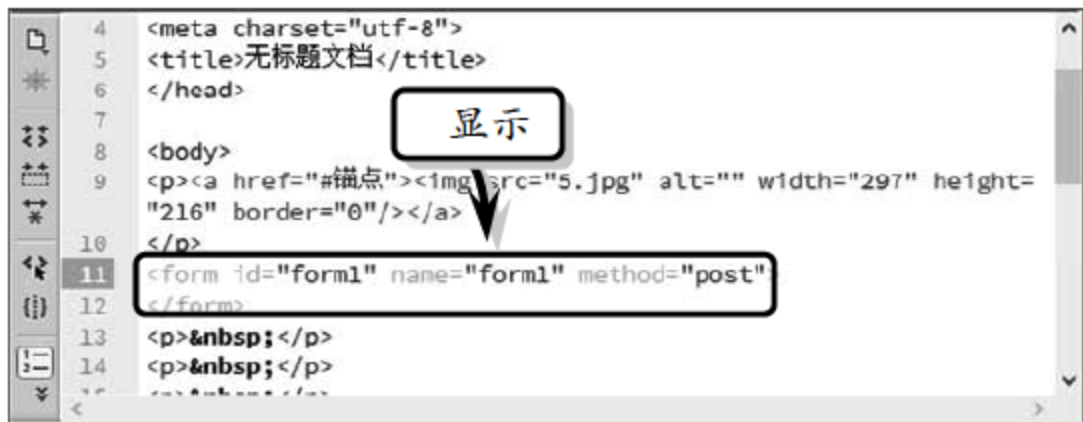 4 <meta charset="utf-8">
5 <title>无标题文档</title>
6 </head>
7
显示
8 <body>
9 <p><a href="#锚点"><img src="5.jpg" alt="" width="297" height=
"216" border="0"/></a>
10 </p>
11 <form id="form1" name="form1" method="post">
12 </form>
13 <p>&nbsp;</p>
14 <p>&nbsp;</p>